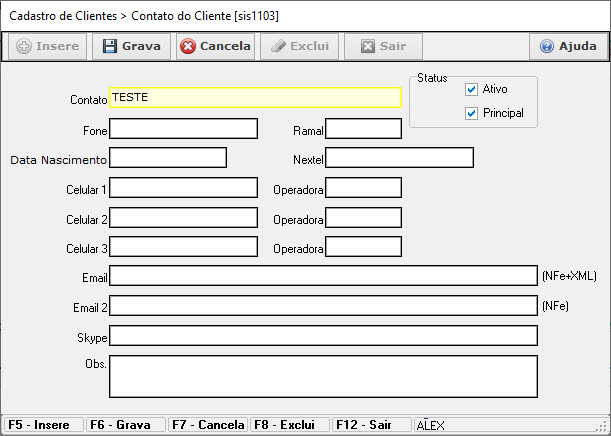 Cadastro de Clientes > Contato do Cliente [sis1103]
Insere Grava Cancela Exclui Sair Ajuda
Status
Contato TESTE Ativo
Principal
Fone Ramal
Data Nascimento Nextel
Celular 1 Operadora
Celular 2 Operadora
Celular 3 Operadora
Email (NFe+XML)
Email 2 (NFe)
Skype
Obs.
F5 - Insere F6 - Grava F7 - Cancela F8 - Exclui F12 - Sair ALEX